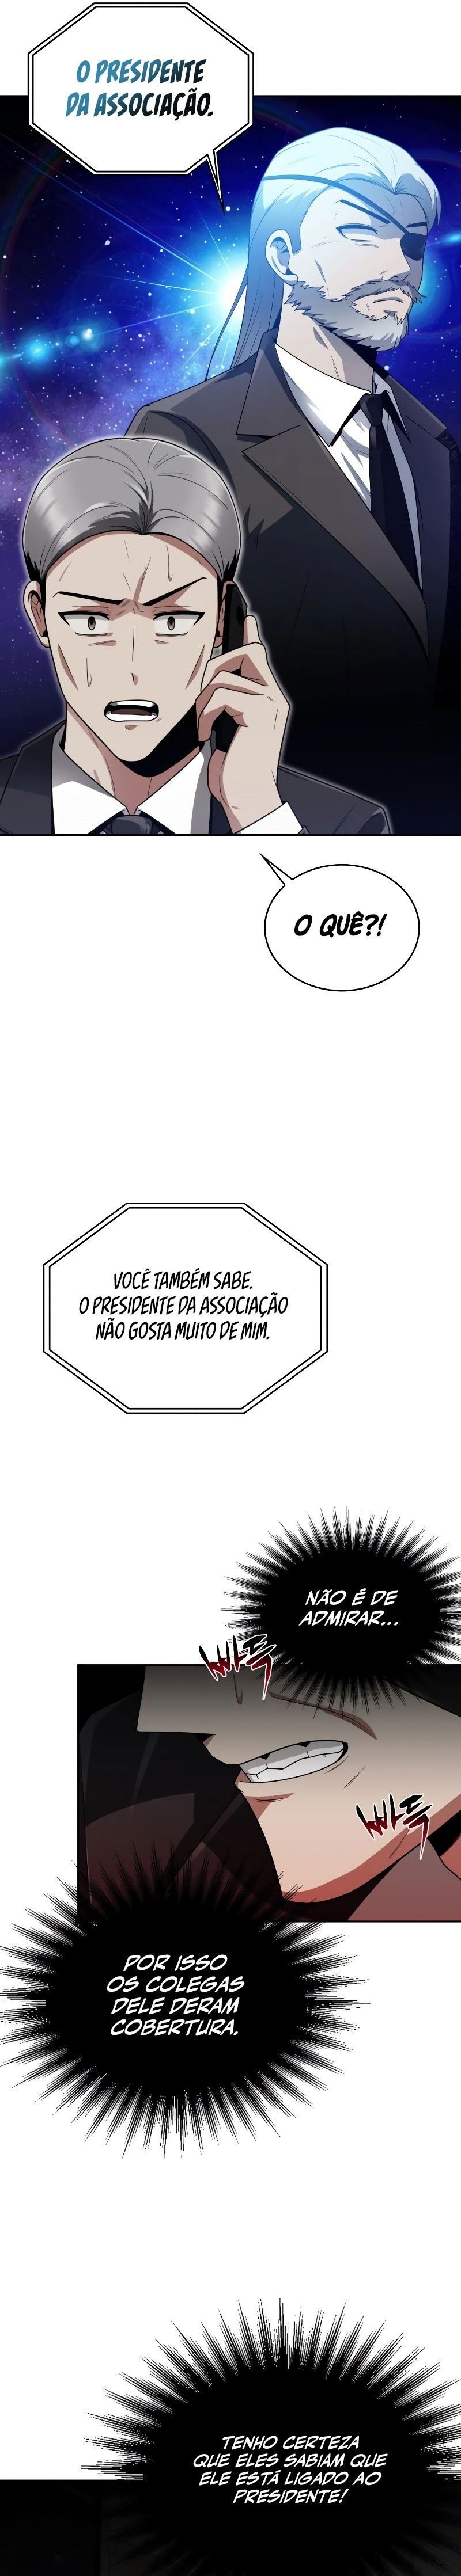 O PRESIDENTE
DA ASSOCIAÇÃO.
O QUÊ?!
VOCÊ TAMBÉM SABE.
O PRESIDENTE DA ASSOCIAÇÃO
NÃO GOSTA MUITO DE MIM.
NÃO É DE
ADMIRAR...
POR ISSO
OS COLEGAS
DELE DERAM
COBERTURA.
TENHO CERTEZA
QUE ELES SABIAM QUE
ELE ESTÁ LIGADO AO
PRESIDENTE!